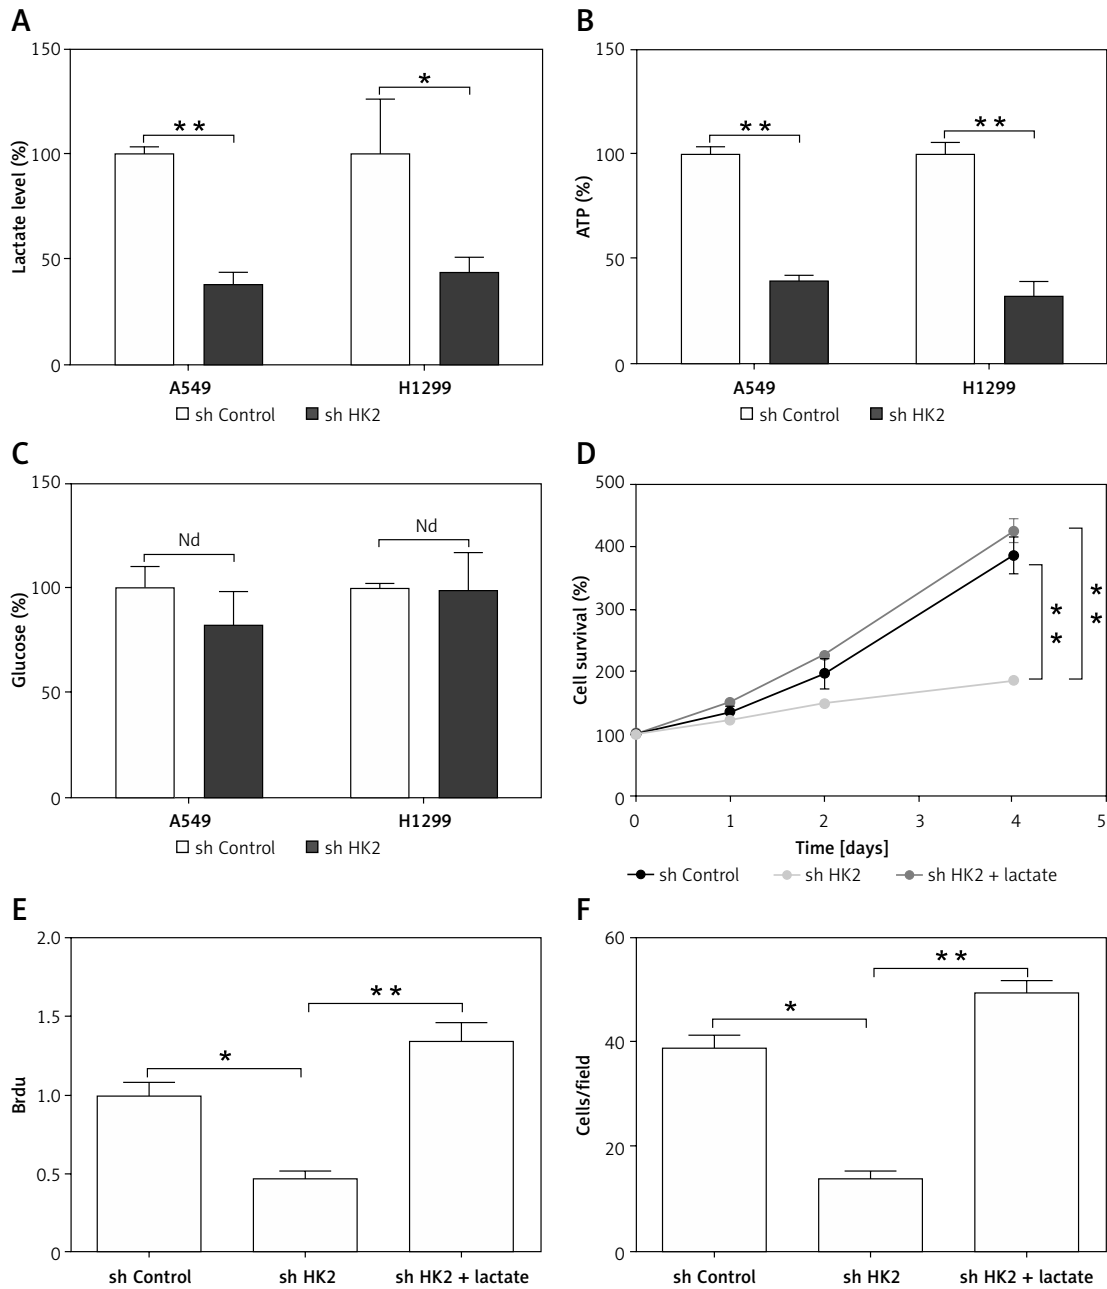 A
150
100
50
0
Lactate level (%)
* *
*
A549 H1299
sh Control sh HK2
B
150
100
50
0
ATP (%)
* *
* *
A549 H1299
sh Control sh HK2
C
150
100
50
0
Glucose (%)
Nd
Nd
A549 H1299
sh Control sh HK2
D
500
400
300
200
100
0
Cell survival (%)
* *
* *
0 1 2 3 4 5
Time [days]
sh Control sh HK2 sh HK2 + lactate
E
2.0
1.5
1.0
0.5
0
Brdu
*
* *
sh Control sh HK2 sh HK2 + lactate
F
60
40
20
0
Cells/field
*
* *
sh Control sh HK2 sh HK2 + lactate